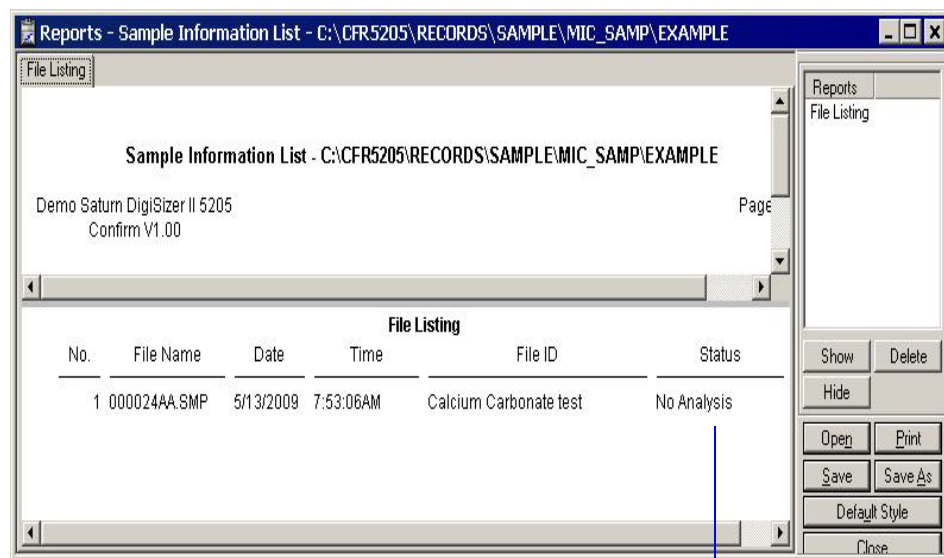 Reports - Sample Information List - C:\CFR5205\RECORDS\SAMPLE\MIC_SAMP\EXAMPLE
File Listing
Sample Information List - C:\CFR5205\RECORDS\SAMPLE\MIC_SAMP\EXAMPLE
Demo Saturn DigiSizer II 5205
Page
Confirm V1.00
File Listing
No. File Name Date Time File ID Status
1 000024AA.SMP 5/13/2009 7:53:06AM Calcium Carbonate test No Analysis
Reports
File Listing
Show Delete
Hide
Open Print
Save Save As
Default Style
Close